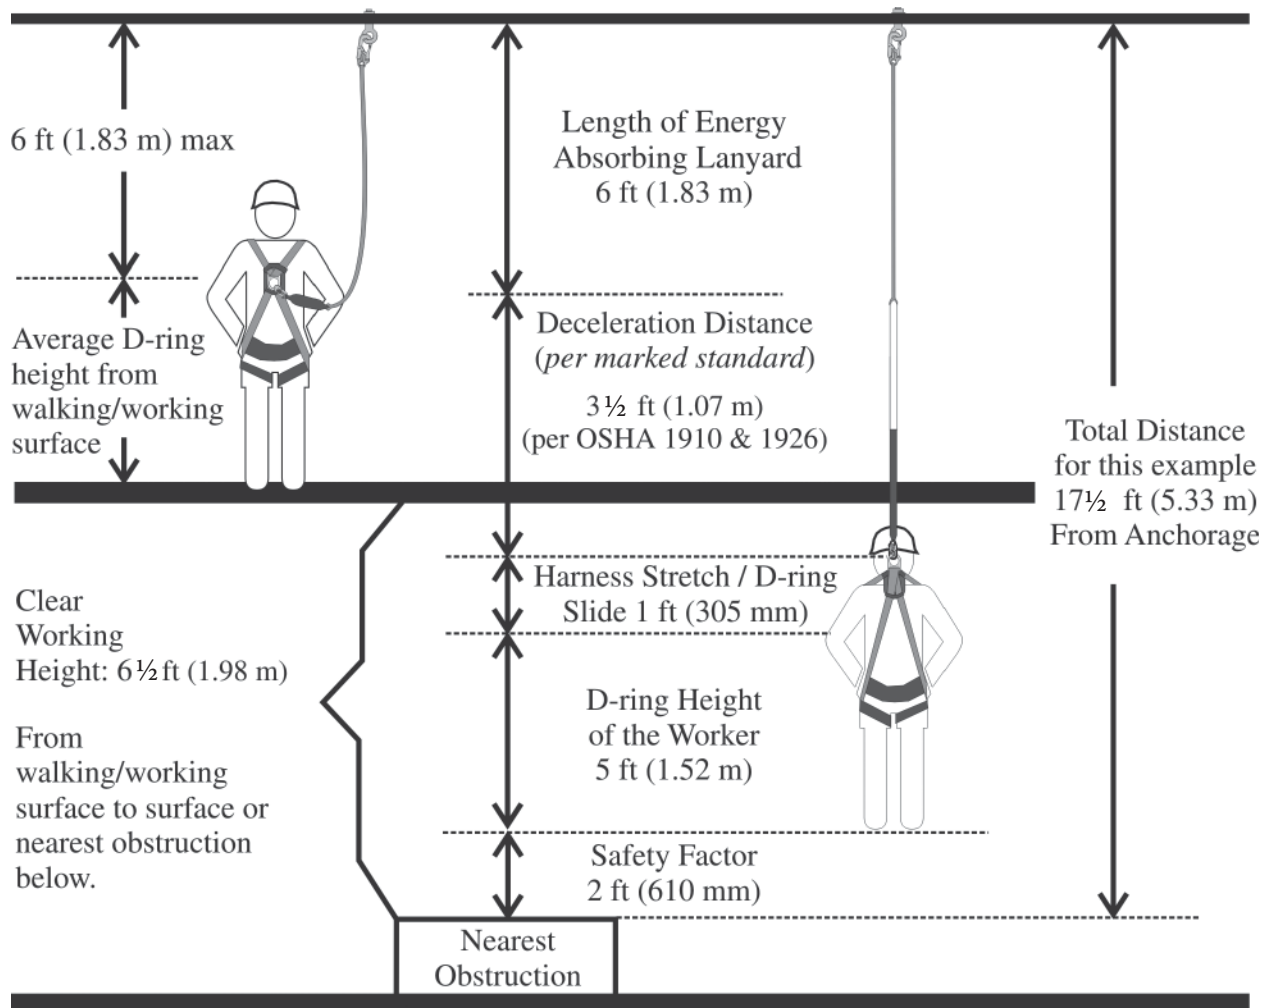 6 ft (1.83 m) max
Average D-ring
height from
walking/working
surface
Length of Energy
Absorbing Lanyard
6 ft (1.83 m)
Deceleration Distance
(per marked standard)
3½ ft (1.07 m)
(per OSHA 1910 & 1926)
Harness Stretch / D-ring
Slide 1 ft (305 mm)
D-ring Height
of the Worker
5 ft (1.52 m)
Safety Factor
2 ft (610 mm)
Nearest
Obstruction
Clear
Working
Height: 6½ ft (1.98 m)
From
walking/working
surface to surface or
nearest obstruction
below.
Total Distance
for this example
17½ ft (5.33 m)
From Anchorage